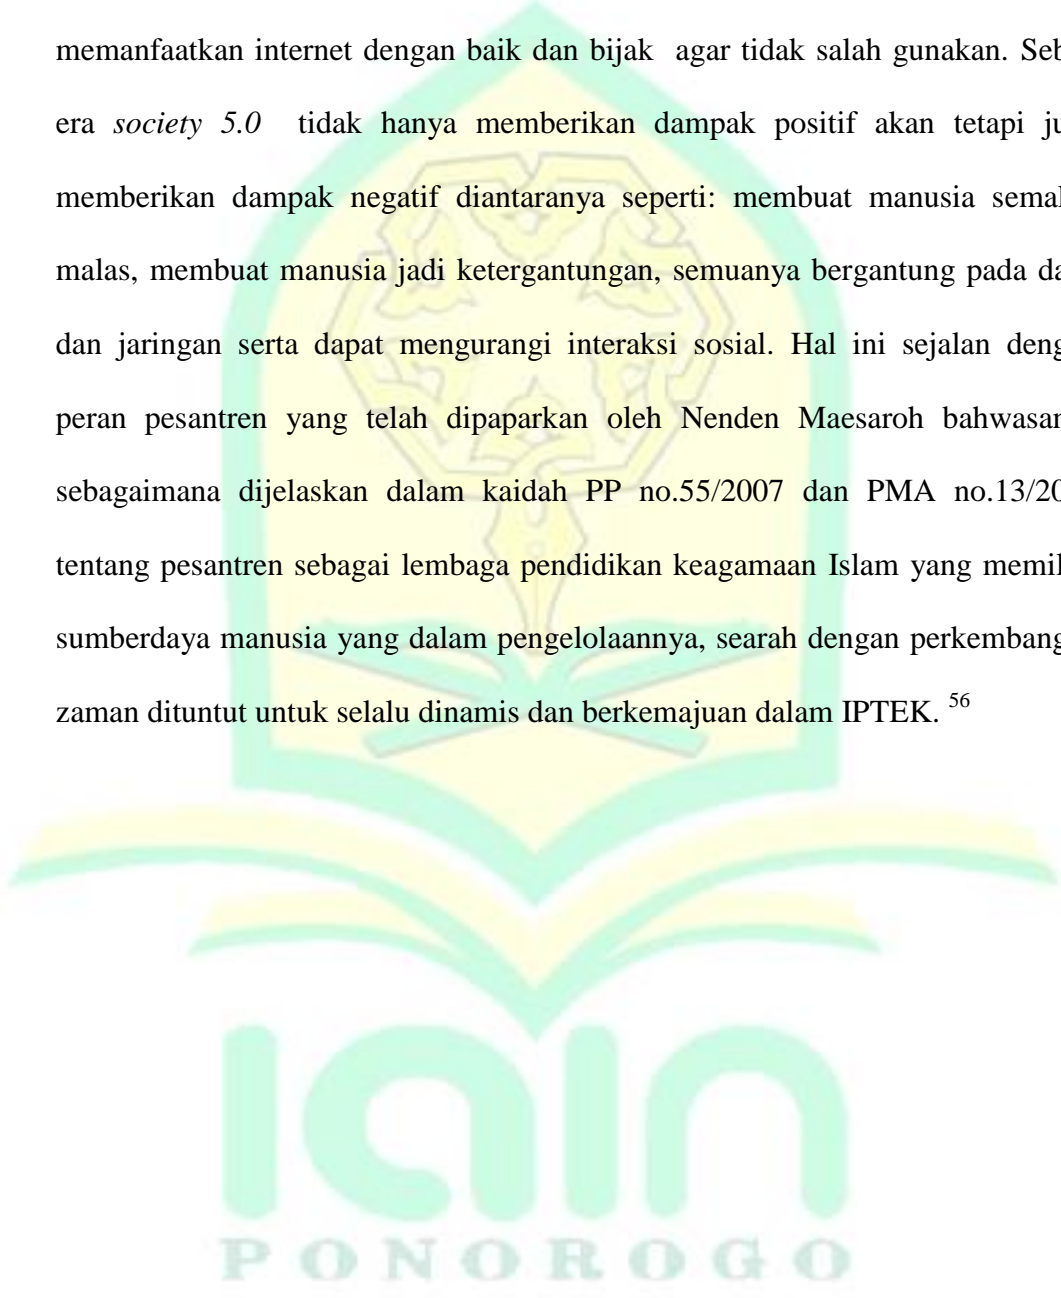 memanfaatkan internet dengan baik dan bijak  agar tidak salah gunakan. Seb
era society 5.0  tidak hanya memberikan dampak positif akan tetapi ju
memberikan dampak negatif diantaranya seperti: membuat manusia semak
malas, membuat manusia jadi ketergantungan, semuanya bergantung pada da
dan jaringan serta dapat mengurangi interaksi sosial. Hal ini sejalan deng
peran pesantren yang telah dipaparkan oleh Nenden Maesaroh bahwasan
sebagaimana dijelaskan dalam kaidah PP no.55/2007 dan PMA no.13/20
tentang pesantren sebagai lembaga pendidikan keagamaan Islam yang memil
sumberdaya manusia yang dalam pengelolaannya, searah dengan perkembang
zaman dituntut untuk selalu dinamis dan berkemajuan dalam IPTEK. 56
iain
PONOROGO